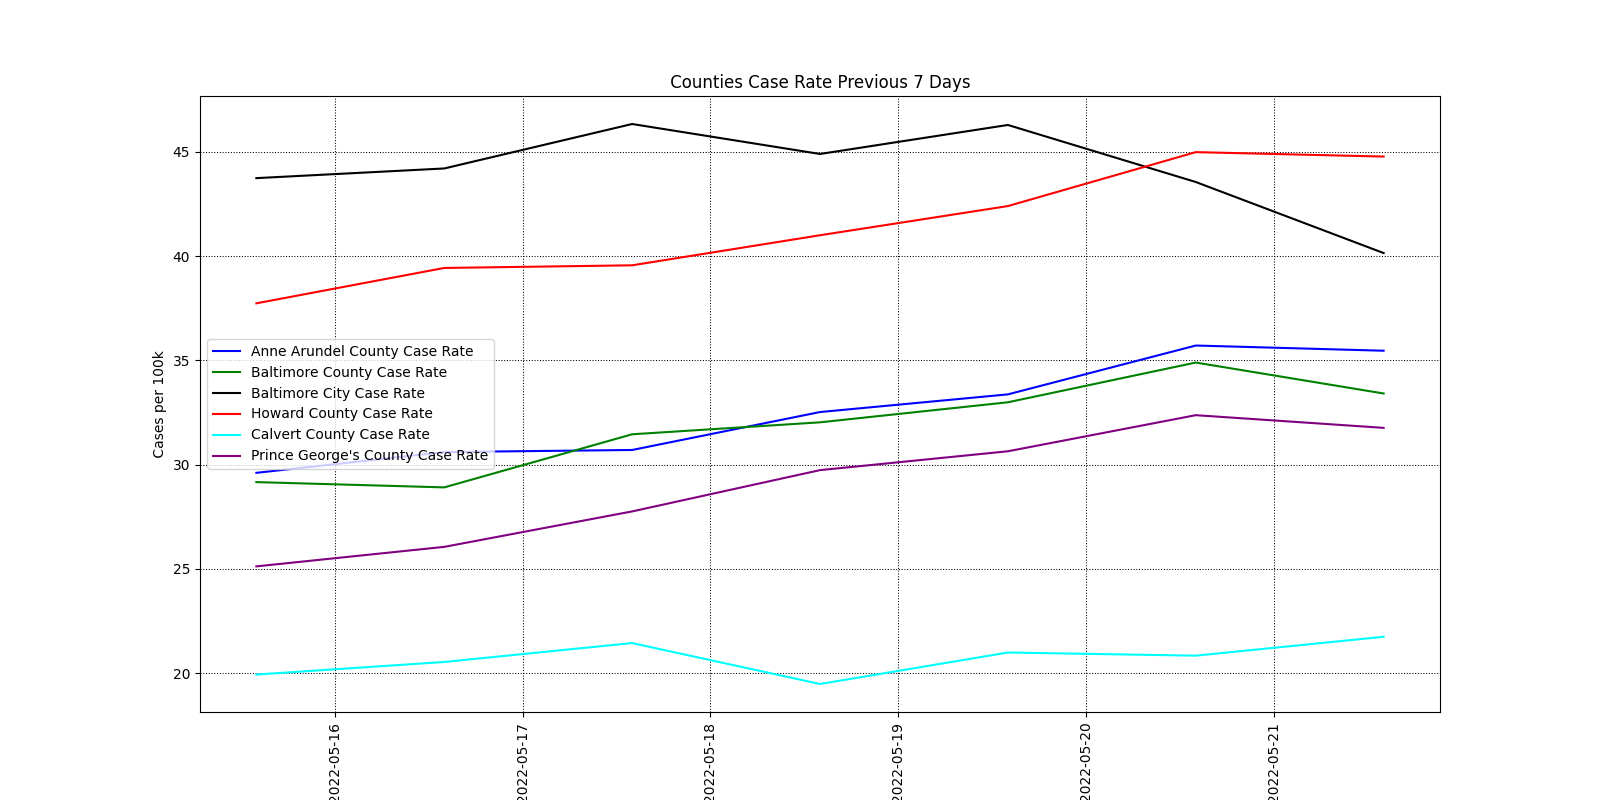 Counties Case Rate Previous 7 Days
45
40
35
30
25
20
Cases per 100k
Anne Arundel County Case Rate
Baltimore County Case Rate
Baltimore City Case Rate
Howard County Case Rate
Calvert County Case Rate
Prince George's County Case Rate
2022-05-16
2022-05-17
2022-05-18
2022-05-19
2022-05-20
2022-05-21